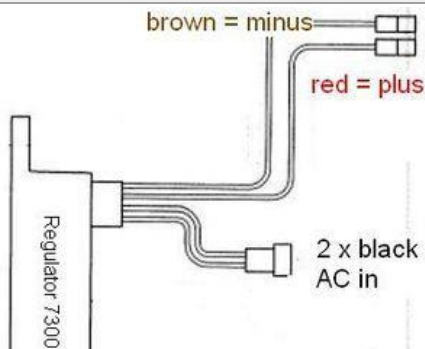 brown = minus
red = plus
2 x black
AC in
Regulator 7300